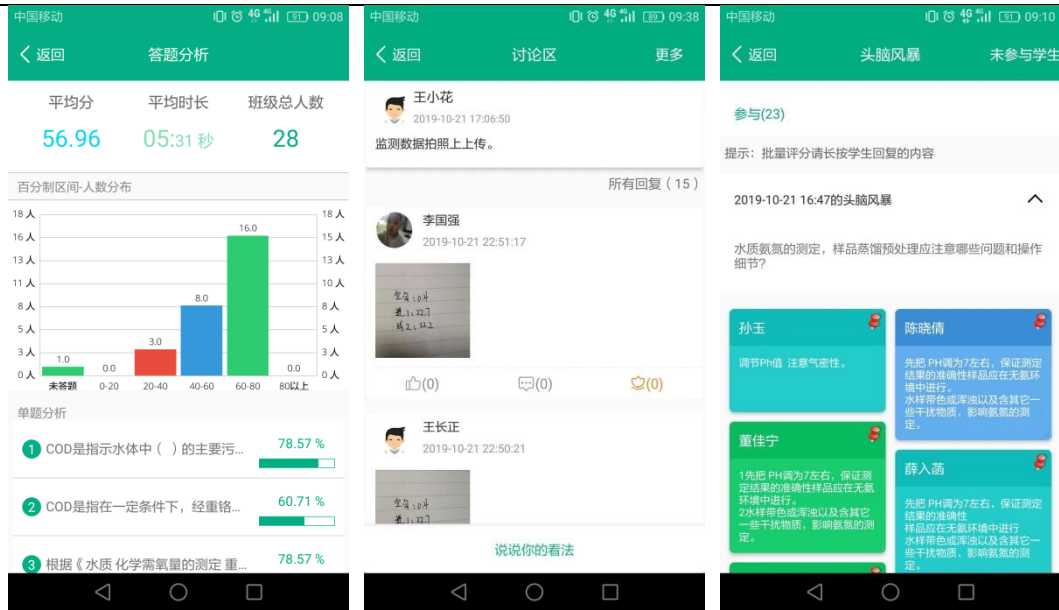 中国移动
4G 91 09:08
返回
答题分析
平均分
平均时长
班级总人数
56.96
05:31 秒
28
百分制区间-人数分布
18人
16人
13人
11人
8人
5人
3人
0人
18人
15人
13人
10人
8人
5人
3人
0人
1.0
0.0
3.0
8.0
16.0
0.0
未答题
0-20
20-40
40-60
60-80
80以上
单题分析
1 COD是指示水体中（ ）的主要污...
78.57 %
2 COD是指在一定条件下，经重铬...
60.71 %
3 根据《 水质 化学需氧量的测定 重...
78.57 %
中国移动
4G 89 09:38
返回
讨论区
更多
王小花
2019-10-21 17:06:50
监测数据拍照上上传。
所有回复（15）
李国强
2019-10-21 22:51:17
(0)
(0)
(0)
王长正
2019-10-21 22:50:21
说说你的看法
中国移动
4G 91 09:10
返回
头脑风暴
未参与学生
参与(23)
提示：批量评分请长按学生回复的内容
2019-10-21 16:47的头脑风暴
水质氨氮的测定，样品蒸馏预处理应注意哪些问题和操作
细节?
孙玉
调节Ph值 注意气密性。
陈晓倩
先把 PH调为7左右，保证测定
结果的准确性样品应在无氨环
境中进行。
水样带色或浑浊以及含其它一
些干扰物质，影响氨氮的测
定。
董佳宁
1先把 PH调为7左右，保证测
定结果的准确性样品应在无氨
环境中进行。
2水样带色或浑浊以及含其它
一些干扰物质，影响氨氮的测
定。
薛入菡
先把 PH调为7左右，保证测定
结果的准确性
样品应在无氨环境中进行
水样带色或浑浊以及含其它一
些干扰物质，影响氨氮的测
定。